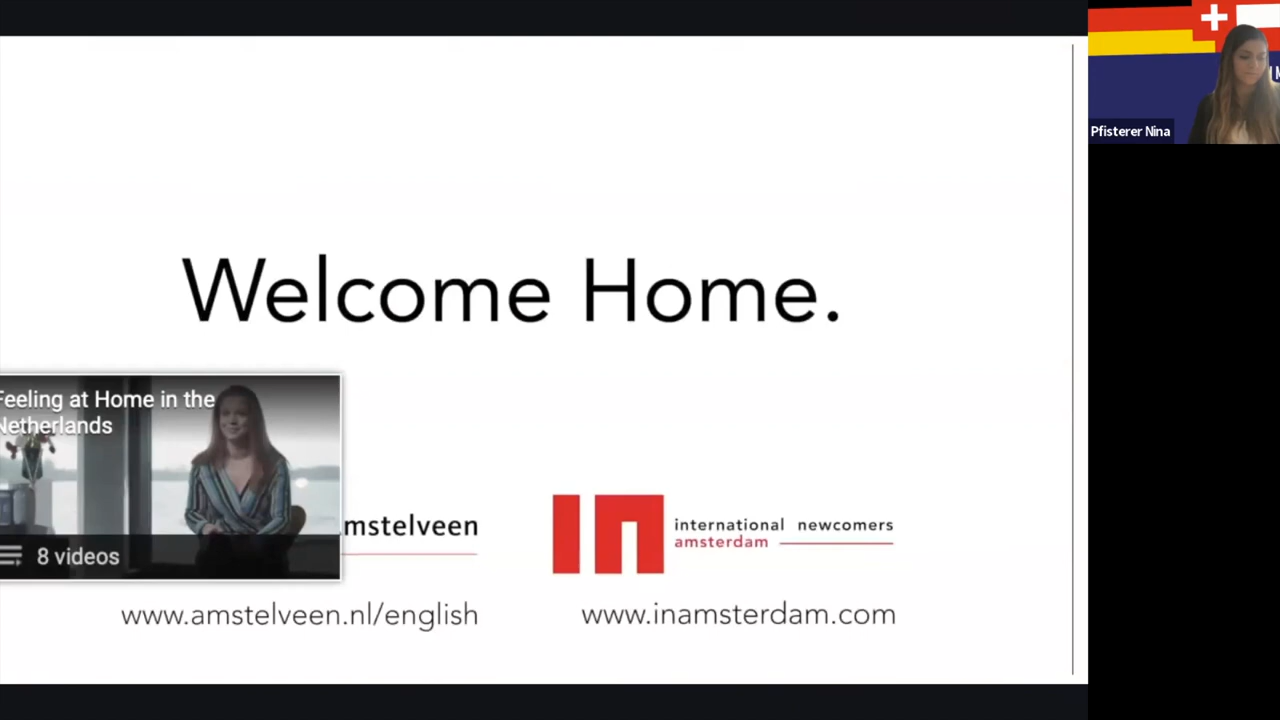 Welcome Home.
Feeling at Home in the
Netherlands
8 videos
mstelveen
international newcomers
amsterdam
www.amstelveen.nl/english
www.inamsterdam.com
Pfisterer Nina